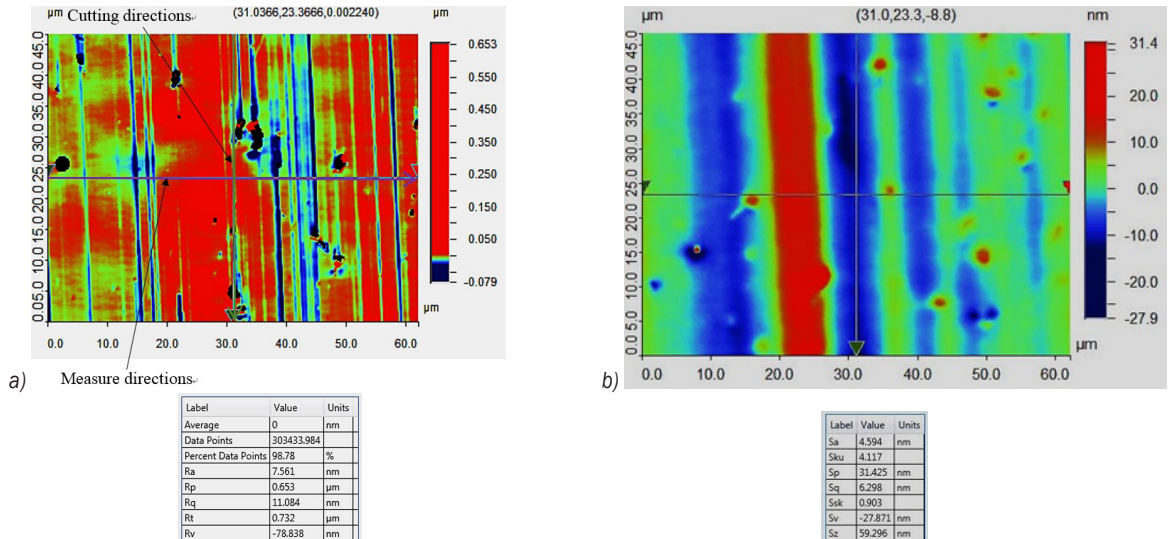 Cutting directions
µm
(31.0366,23.3666,0.002240)
µm
45.0
40.0
35.0
30.0
25.0
20.0
15.0
10.0
5.0
0.0
0.0 10.0 20.0 30.0 40.0 50.0 60.0
µm
0.653
0.550
0.450
0.350
0.250
0.150
0.050
-0.079
Measure directions
a)
Label Value Units
Average 0 nm
Data Points 303433.984
Percent Data Points 98.78 %
Ra 7.561 nm
Rp 0.653 µm
Rq 11.084 nm
Rt 0.732 µm
Rv -78.838 nm
µm
(31.0,23.3,-8.8)
nm
45.0
40.0
35.0
30.0
25.0
20.0
15.0
10.0
5.0
0.0
0.0 10.0 20.0 30.0 40.0 50.0 60.0
µm
31.4
20.0
10.0
0.0
-10.0
-20.0
-27.9
b)
Label Value Units
Sa 4.594 nm
Sku 4.117
Sp 31.425 nm
Sq 6.298 nm
Ssk 0.903
Sv -27.871 nm
Sz 59.296 nm